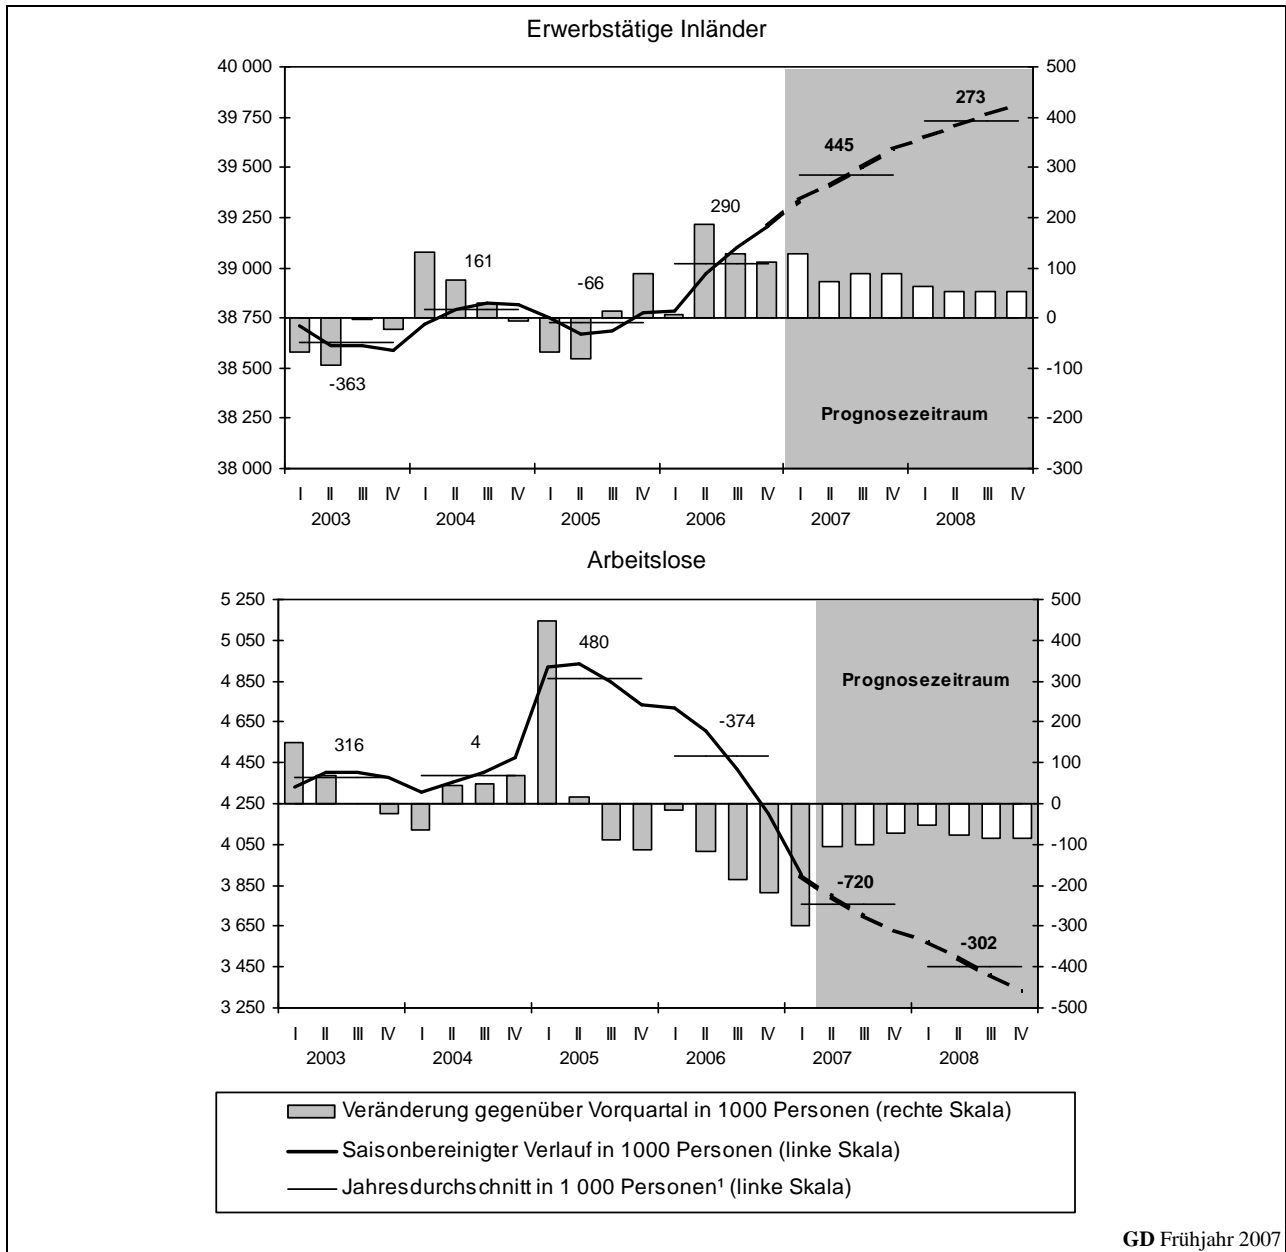 Erwerbstätige Inländer
40 000 500
39 750 273 400
39 500 445 300
39 250 290 200
39 000 161 100
38 750 -66 0
38 500 -363 -100
38 250 Prognosezeitraum -200
38 000 -300
I II III IV I II III IV I II III IV I II III IV I II III IV I II III IV
2003 2004 2005 2006 2007 2008
Arbeitslose
5 250 500
5 050 480 400
4 850 Prognosezeitraum 300
4 650 -374 200
4 450 316 4 100
4 250 0
4 050 -100
3 850 -720 -200
3 650 -302 -300
3 450 -400
3 250 -500
I II III IV I II III IV I II III IV I II III IV I II III IV I II III IV
2003 2004 2005 2006 2007 2008
Veränderung gegenüber Vorquartal in 1000 Personen (rechte Skala)
Saisonbereinigter Verlauf in 1000 Personen (linke Skala)
Jahresdurchschnitt in 1 000 Personen¹ (linke Skala)
GD Frühjahr 2007